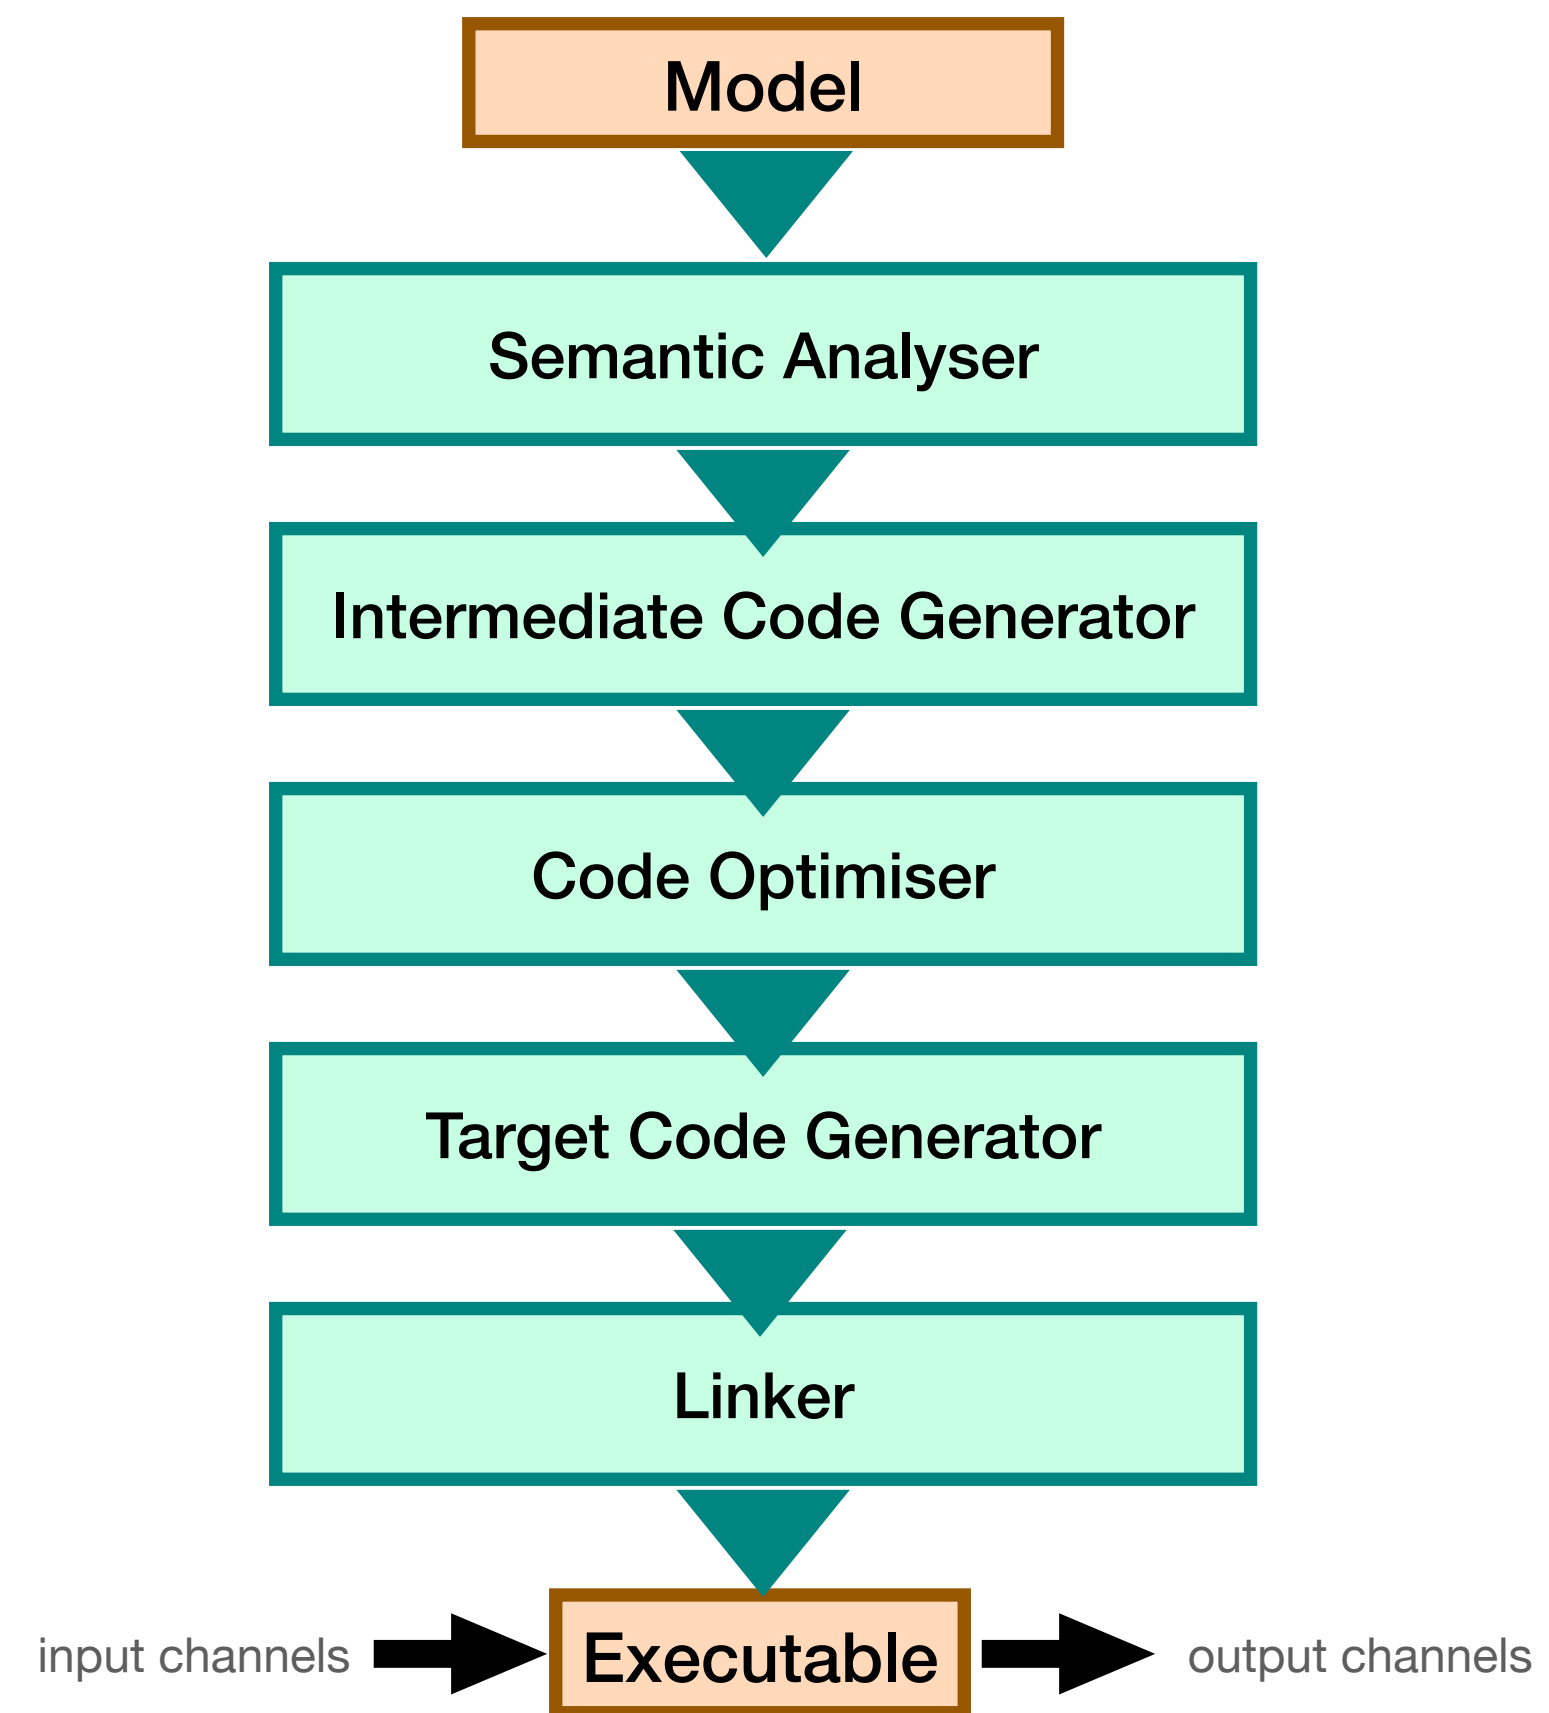 Model
Semantic Analyser
Intermediate Code Generator
Code Optimiser
Target Code Generator
Linker
input channels
Executable
output channels